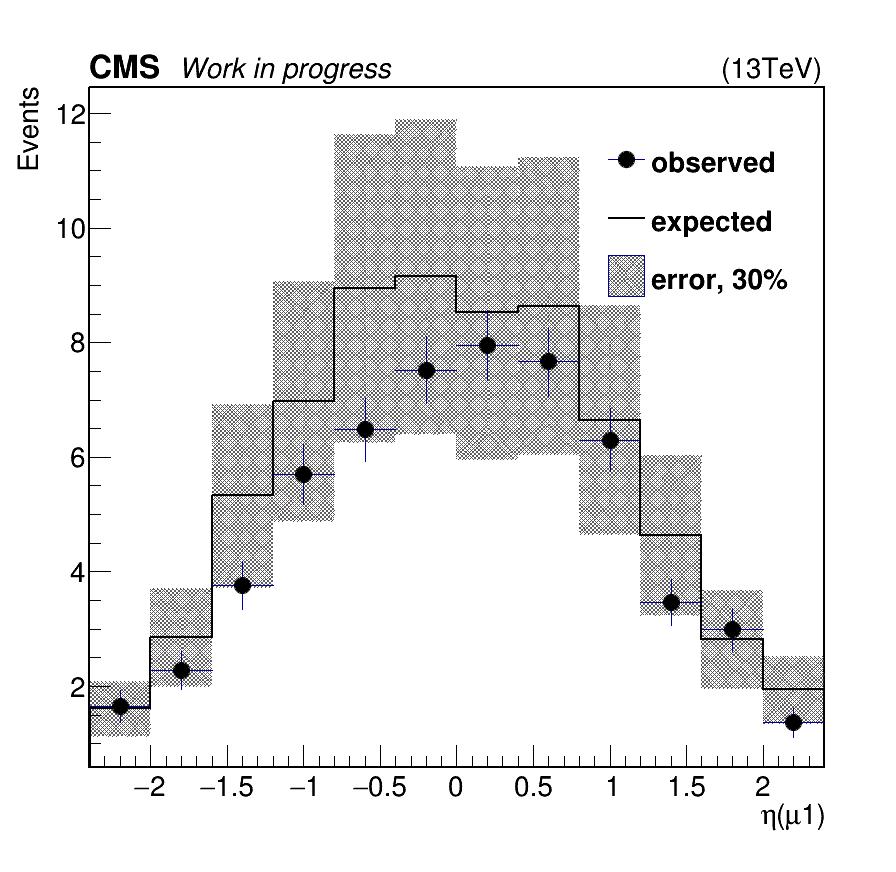 CMS Work in progress (13TeV)
Events
12
10
8
6
4
2
observed
expected
error, 30%
−2 −1.5 −1 −0.5 0 0.5 1 1.5 2
η(μ1)